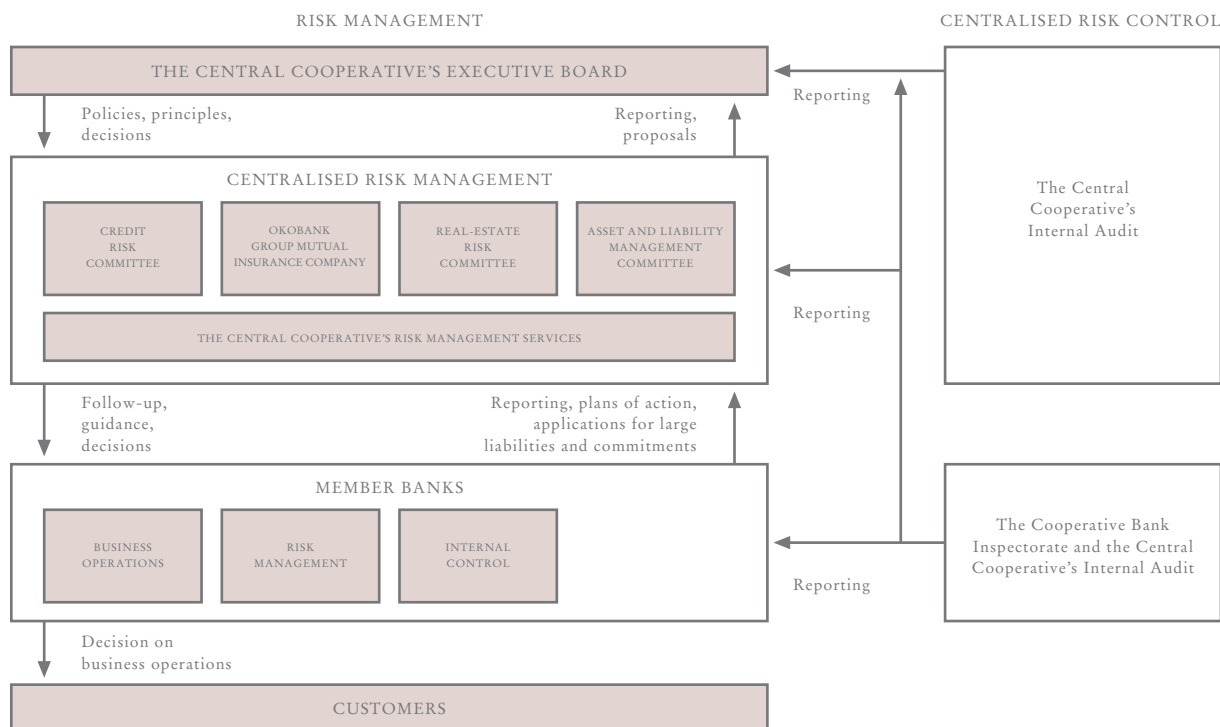 RISK MANAGEMENT
CENTRALISED RISK CONTROL
THE CENTRAL COOPERATIVE'S EXECUTIVE BOARD
Reporting
Policies, principles,
decisions
Reporting,
proposals
CENTRALISED RISK MANAGEMENT
CREDIT
RISK
COMMITTEE
OKOBANK
GROUP MUTUAL
INSURANCE COMPANY
REAL-ESTATE
RISK
COMMITTEE
ASSET AND LIABILITY
MANAGEMENT
COMMITTEE
The Central
Cooperative's
Internal Audit
Reporting
THE CENTRAL COOPERATIVE'S RISK MANAGEMENT SERVICES
Follow-up,
guidance,
decisions
Reporting, plans of action,
applications for large
liabilities and commitments
MEMBER BANKS
BUSINESS
OPERATIONS
RISK
MANAGEMENT
INTERNAL
CONTROL
The Cooperative Bank
Inspectorate and the Central
Cooperative's Internal Audit
Reporting
Decision on
business operations
CUSTOMERS